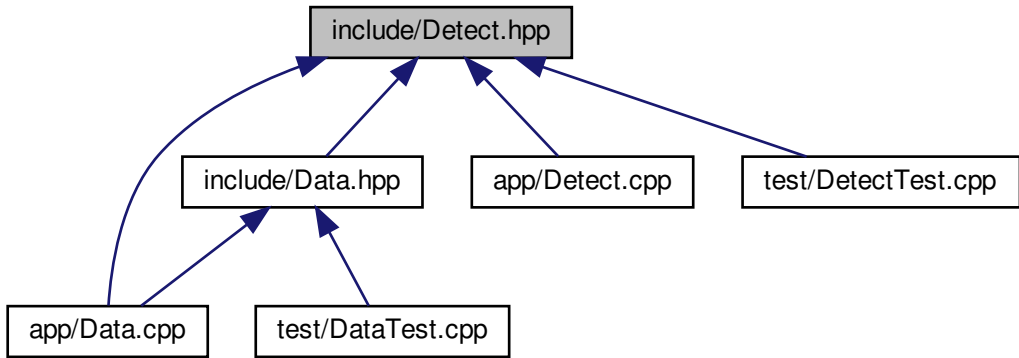 include/Detect.hpp
include/Data.hpp
app/Detect.cpp
test/DetectTest.cpp
app/Data.cpp
test/DataTest.cpp